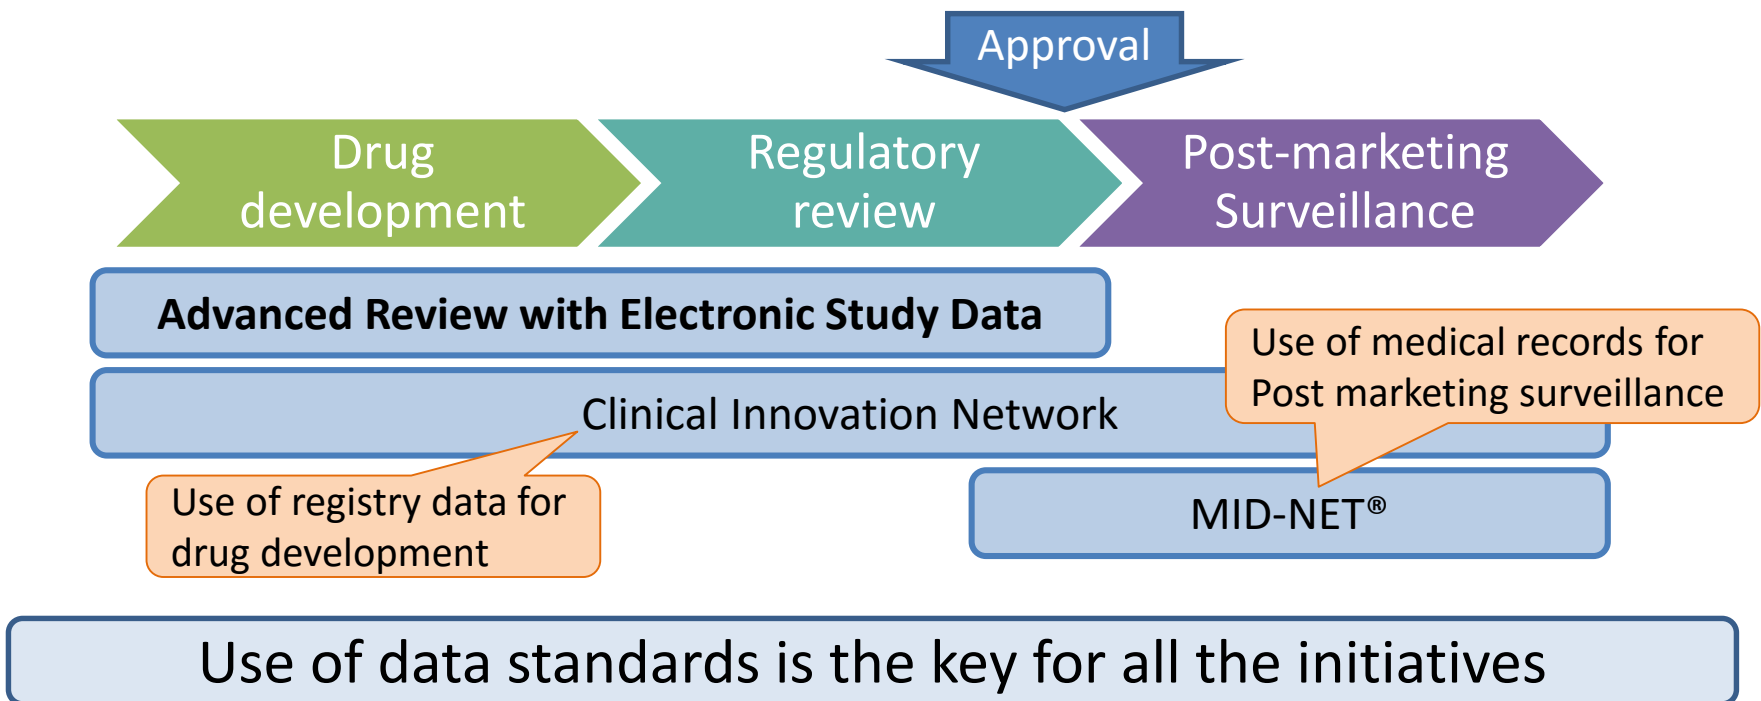 Approval
Drug
development
Regulatory
review
Post-marketing
Surveillance
Advanced Review with Electronic Study Data
Use of medical records for
Post marketing surveillance
Clinical Innovation Network
Use of registry data for
drug development
MID-NET®
Use of data standards is the key for all the initiatives